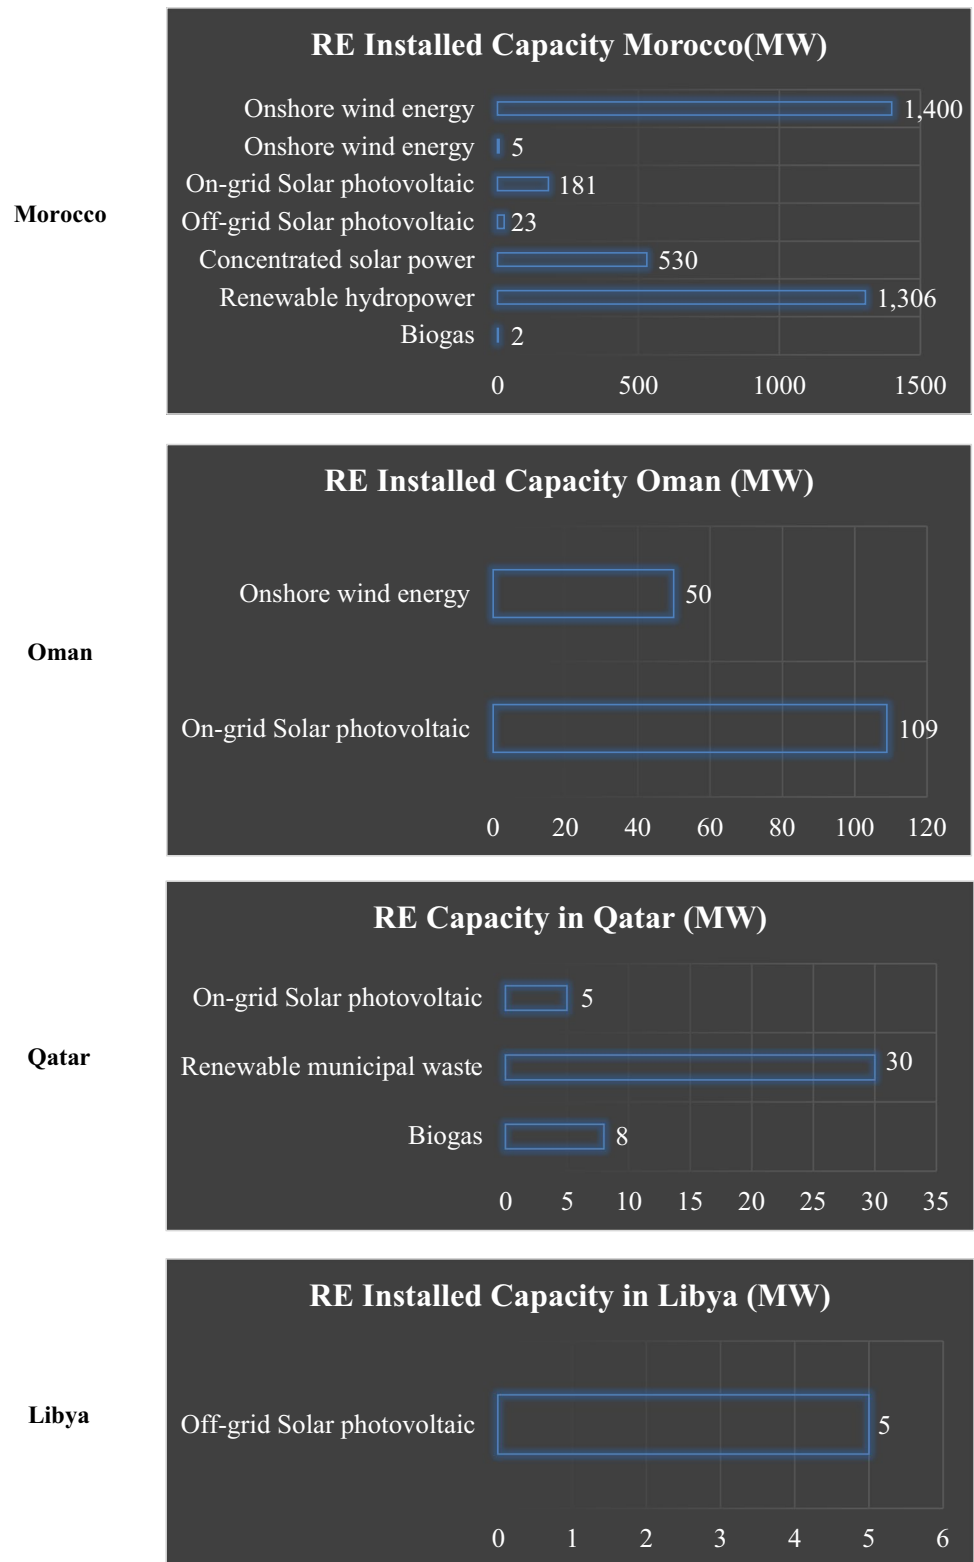 RE Installed Capacity Morocco(MW)
Onshore wind energy 1,400
Onshore wind energy 5
On-grid Solar photovoltaic 181
Morocco
Off-grid Solar photovoltaic 23
Concentrated solar power 530
Renewable hydropower 1,306
Biogas 2
0 500 1000 1500
RE Installed Capacity Oman (MW)
Onshore wind energy 50
Oman
On-grid Solar photovoltaic 109
0 20 40 60 80 100 120
RE Capacity in Qatar (MW)
On-grid Solar photovoltaic 5
Qatar
Renewable municipal waste 30
Biogas 8
0 5 10 15 20 25 30 35
RE Installed Capacity in Libya (MW)
Libya
Off-grid Solar photovoltaic 5
0 1 2 3 4 5 6